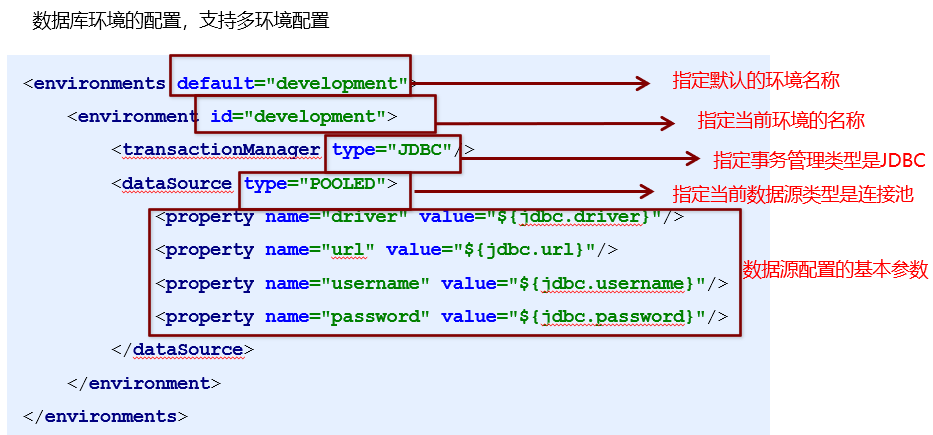 数据库环境的配置，支持多环境配置
<environments default="development"> 指定默认的环境名称
<environment id="development"> 指定当前环境的名称
<transactionManager type="JDBC"/> 指定事务管理类型是JDBC
<dataSource type="POOLED"> 指定当前数据源类型是连接池
<property name="driver" value="${jdbc.driver}"/>
<property name="url" value="${jdbc.url}"/>
数据源配置的基本参数
<property name="username" value="${jdbc.username}"/>
<property name="password" value="${jdbc.password}"/>
</dataSource>
</environment>
</environments>